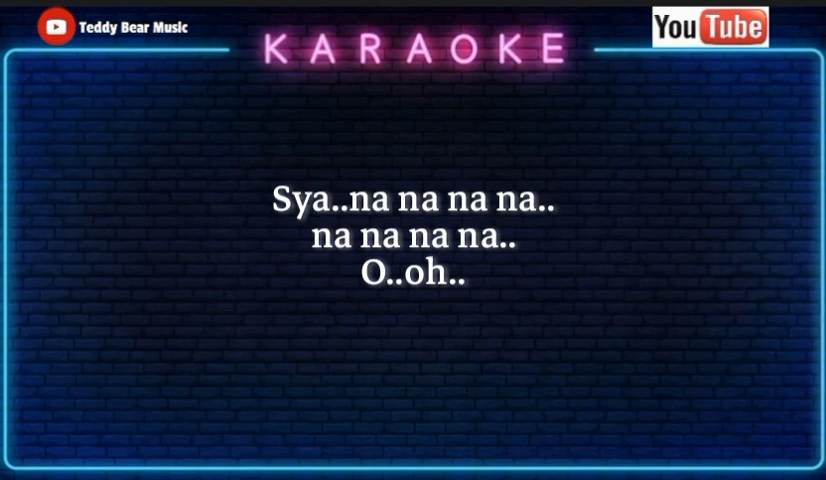 Teddy Bear Music
YouTube
KARAOKE
Sya..na na na na..
na na na na..
O..oh..